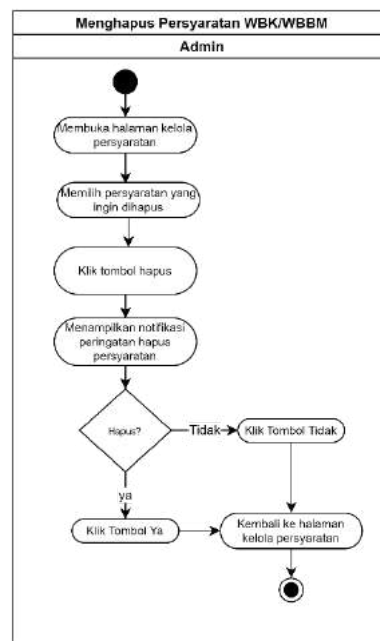 Menghapus Persyaratan WBK/WBBM
Admin
Membuka halaman kelola
persyaratan
Memilih persyaratan yang
ingin dihapus
Klik tombol hapus
Menampilkan notifikasi
peringatan hapus
persyaratan
Hapus?
Tidak
Klik Tombol Tidak
ya
Klik Tombol Ya
Kembali ke halaman
kelola persyaratan